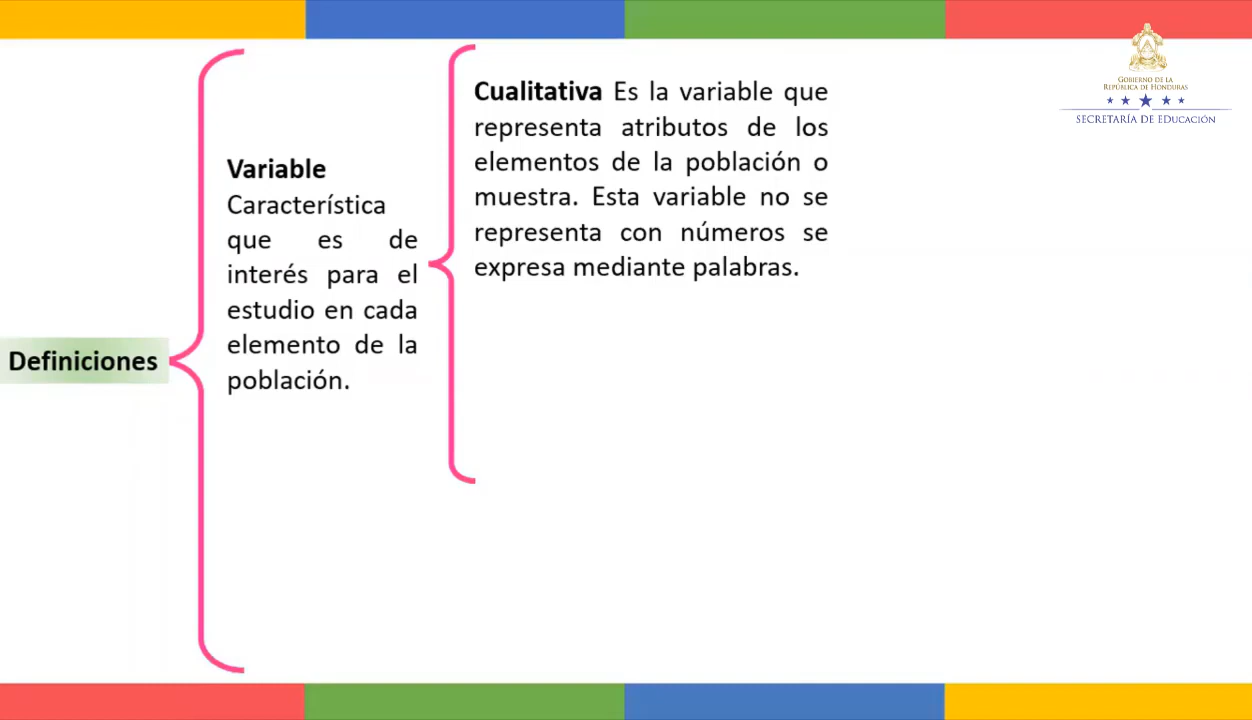 GOBIERNO DE LA
REPÚBLICA DE HONDURAS
SECRETARÍA DE EDUCACIÓN
Definiciones
Variable
Característica
que es de
interés para el
estudio en cada
elemento de la
población.
Cualitativa Es la variable que
representa atributos de los
elementos de la población o
muestra. Esta variable no se
representa con números se
expresa mediante palabras.